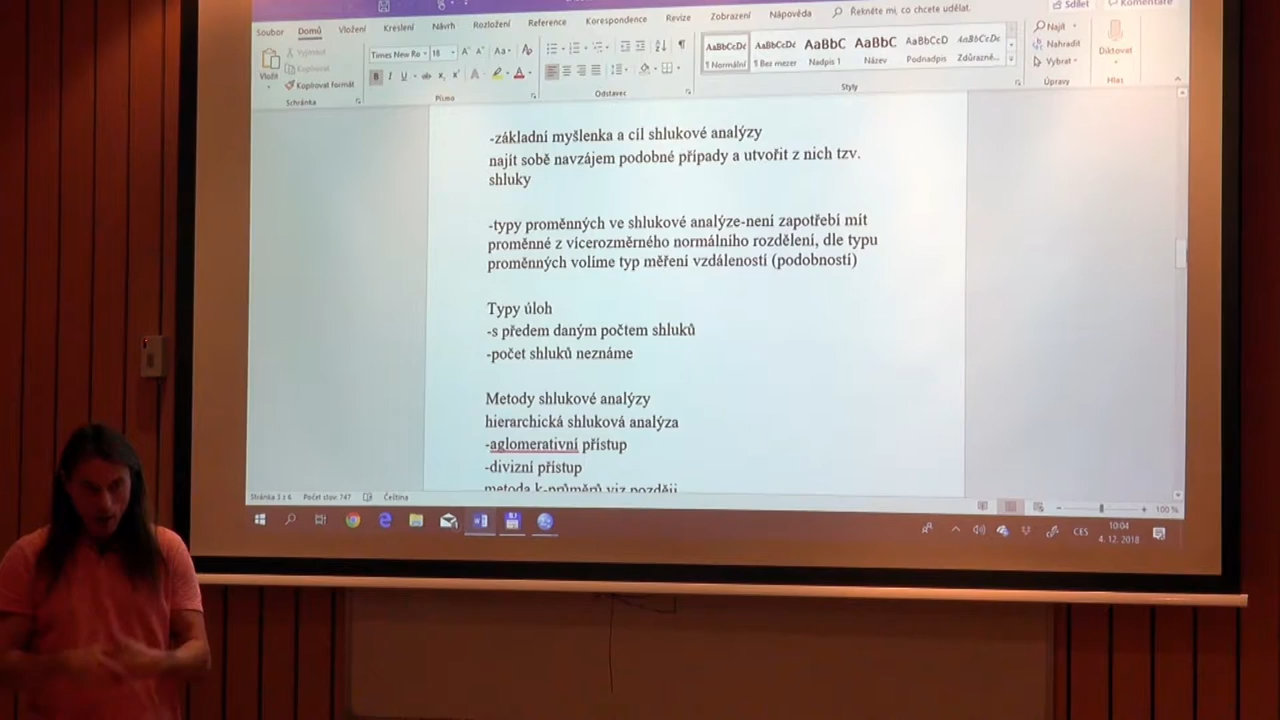 Sdílet
Komentáře
Soubor
Domů
Vložení
Kreslení
Návrh
Rozložení
Reference
Korespondence
Revize
Zobrazení
Nápověda
Řekněte mi, co chcete udělat.
Vložit
Vyjmout
Kopírovat
Kopírovat formát
Schránka
Times New Ro
18
Písmo
Odstavec
AaBbCcDc
¶ Normální
AaBbCcDc
¶ Bez mezer
AaBbC
Nadpis 1
AaBbC
Název
AaBbCcD
Podnadpis
AaBbCcDc
Zdůrazně...
Styly
Najít
Nahradit
Vybrat
Úpravy
Diktovat
Hlas
-základní myšlenka a cíl shlukové analýzy
najít sobě navzájem podobné případy a utvořit z nich tzv.
shluky
-typy proměnných ve shlukové analýze-není zapotřebí mít
proměnné z vícerozměrného normálního rozdělení, dle typu
proměnných volíme typ měření vzdáleností (podobností)
Typy úloh
-s předem daným počtem shluků
-počet shluků neznáme
Metody shlukové analýzy
hierarchická shluková analýza
-aglomerativní přístup
-divizní přístup
metoda k-průměrů viz později
Stránka 3 z 6
Počet slov: 747
Čeština
100 %
CES
10:04
4. 12. 2018